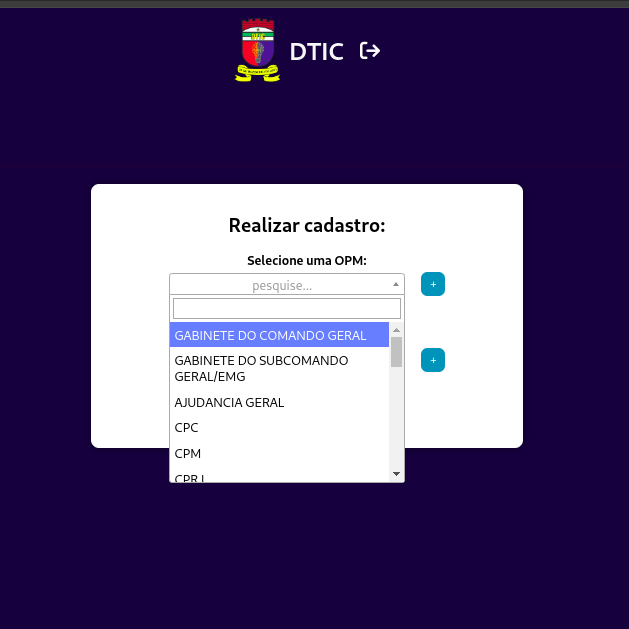 DTIC
Realizar cadastro:
Selecione uma OPM:
pesquise...
+
GABINETE DO COMANDO GERAL
GABINETE DO SUBCOMANDO
GERAL/EMG
+
AJUDANCIA GERAL
CPC
CPM
CPR I